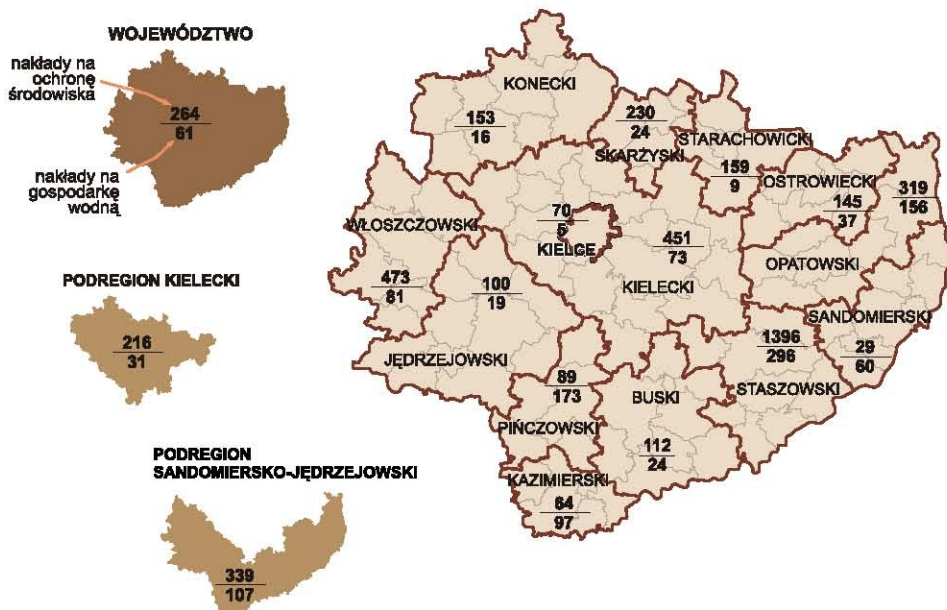 WOJEWÓDZTWO
nakłady na
ochronę
środowiska
264
61
nakłady na
gospodarkę
wodną
PODREGION KIELECKI
216
31
PODREGION
SANDOMIERSKO-JĘDRZEJOWSKI
339
107
KONECKI
153
16
230
24
SKARŻYSKI
STARACHOWICKI
159
9
OSTROWIECKI
145
37
319
156
OPATOWSKI
WŁOSZCZOWSKI
473
81
70
5
KIELCE
451
73
KIELECKI
100
19
JĘDRZEJOWSKI
SANDOMIERSKI
29
60
1396
296
STASZOWSKI
89
173
PIŃCZOWSKI
BUSKI
112
24
KAZIMIERSKI
64
97